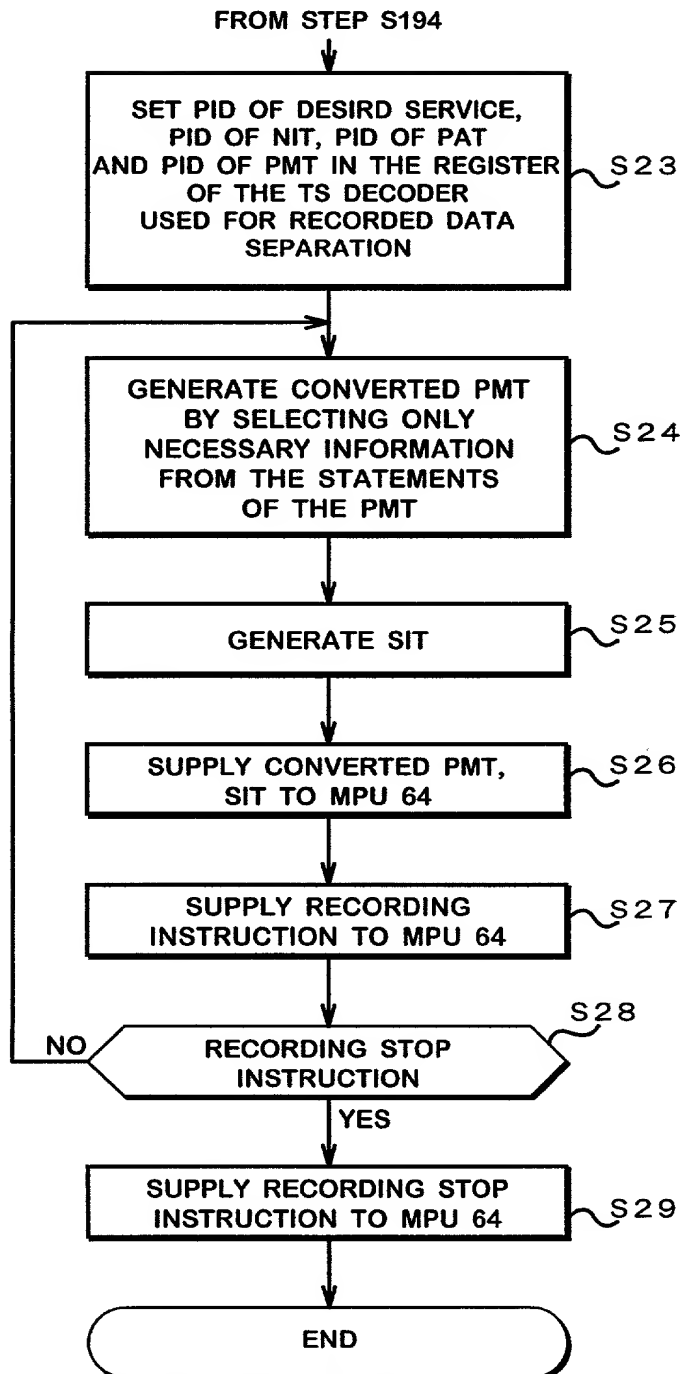 FROM STEP S194
SET PID OF DESIRD SERVICE,
PID OF NIT, PID OF PAT
AND PID OF PMT IN THE REGISTER
OF THE TS DECODER
USED FOR RECORDED DATA
SEPARATION
S23
GENERATE CONVERTED PMT
BY SELECTING ONLY
NECESSARY INFORMATION
FROM THE STATEMENTS
OF THE PMT
S24
GENERATE SIT
S25
SUPPLY CONVERTED PMT,
SIT TO MPU 64
S26
SUPPLY RECORDING
INSTRUCTION TO MPU 64
S27
RECORDING STOP
INSTRUCTION
S28
NO
YES
SUPPLY RECORDING STOP
INSTRUCTION TO MPU 64
S29
END